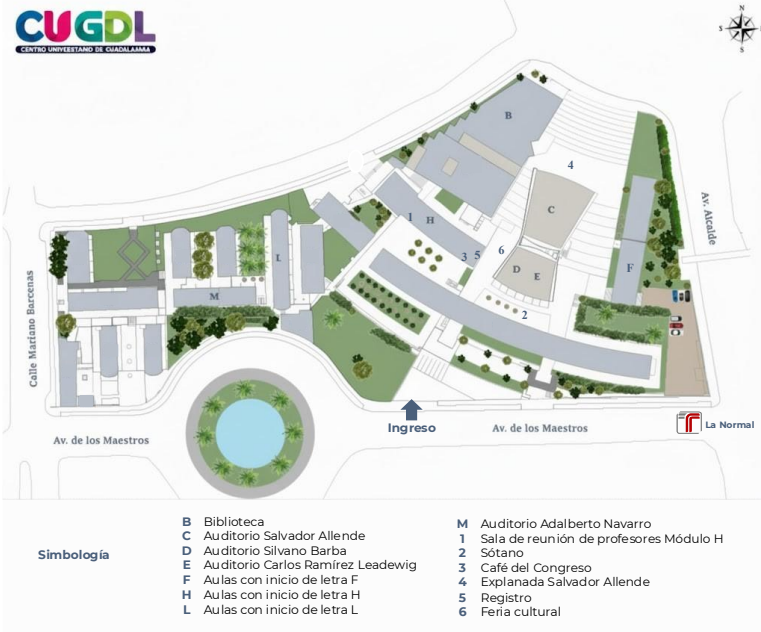 CUGDL
CENTRO UNIVERSITARIO DE GUADALAJARA
N
S
S
B
4
C
Av. Alcalde
1
H
6
3
5
D
E
F
L
M
2
Calle Mariano Barcenas
Av. de los Maestros
Ingreso
Av. de los Maestros
La Normal
Simbología
B Biblioteca
C Auditorio Salvador Allende
D Auditorio Silvano Barba
E Auditorio Carlos Ramírez Leadewig
F Aulas con inicio de letra F
H Aulas con inicio de letra H
L Aulas con inicio de letra L
M Auditorio Adalberto Navarro
1 Sala de reunión de profesores Módulo H
2 Sótano
3 Café del Congreso
4 Explanada Salvador Allende
5 Registro
6 Feria cultural